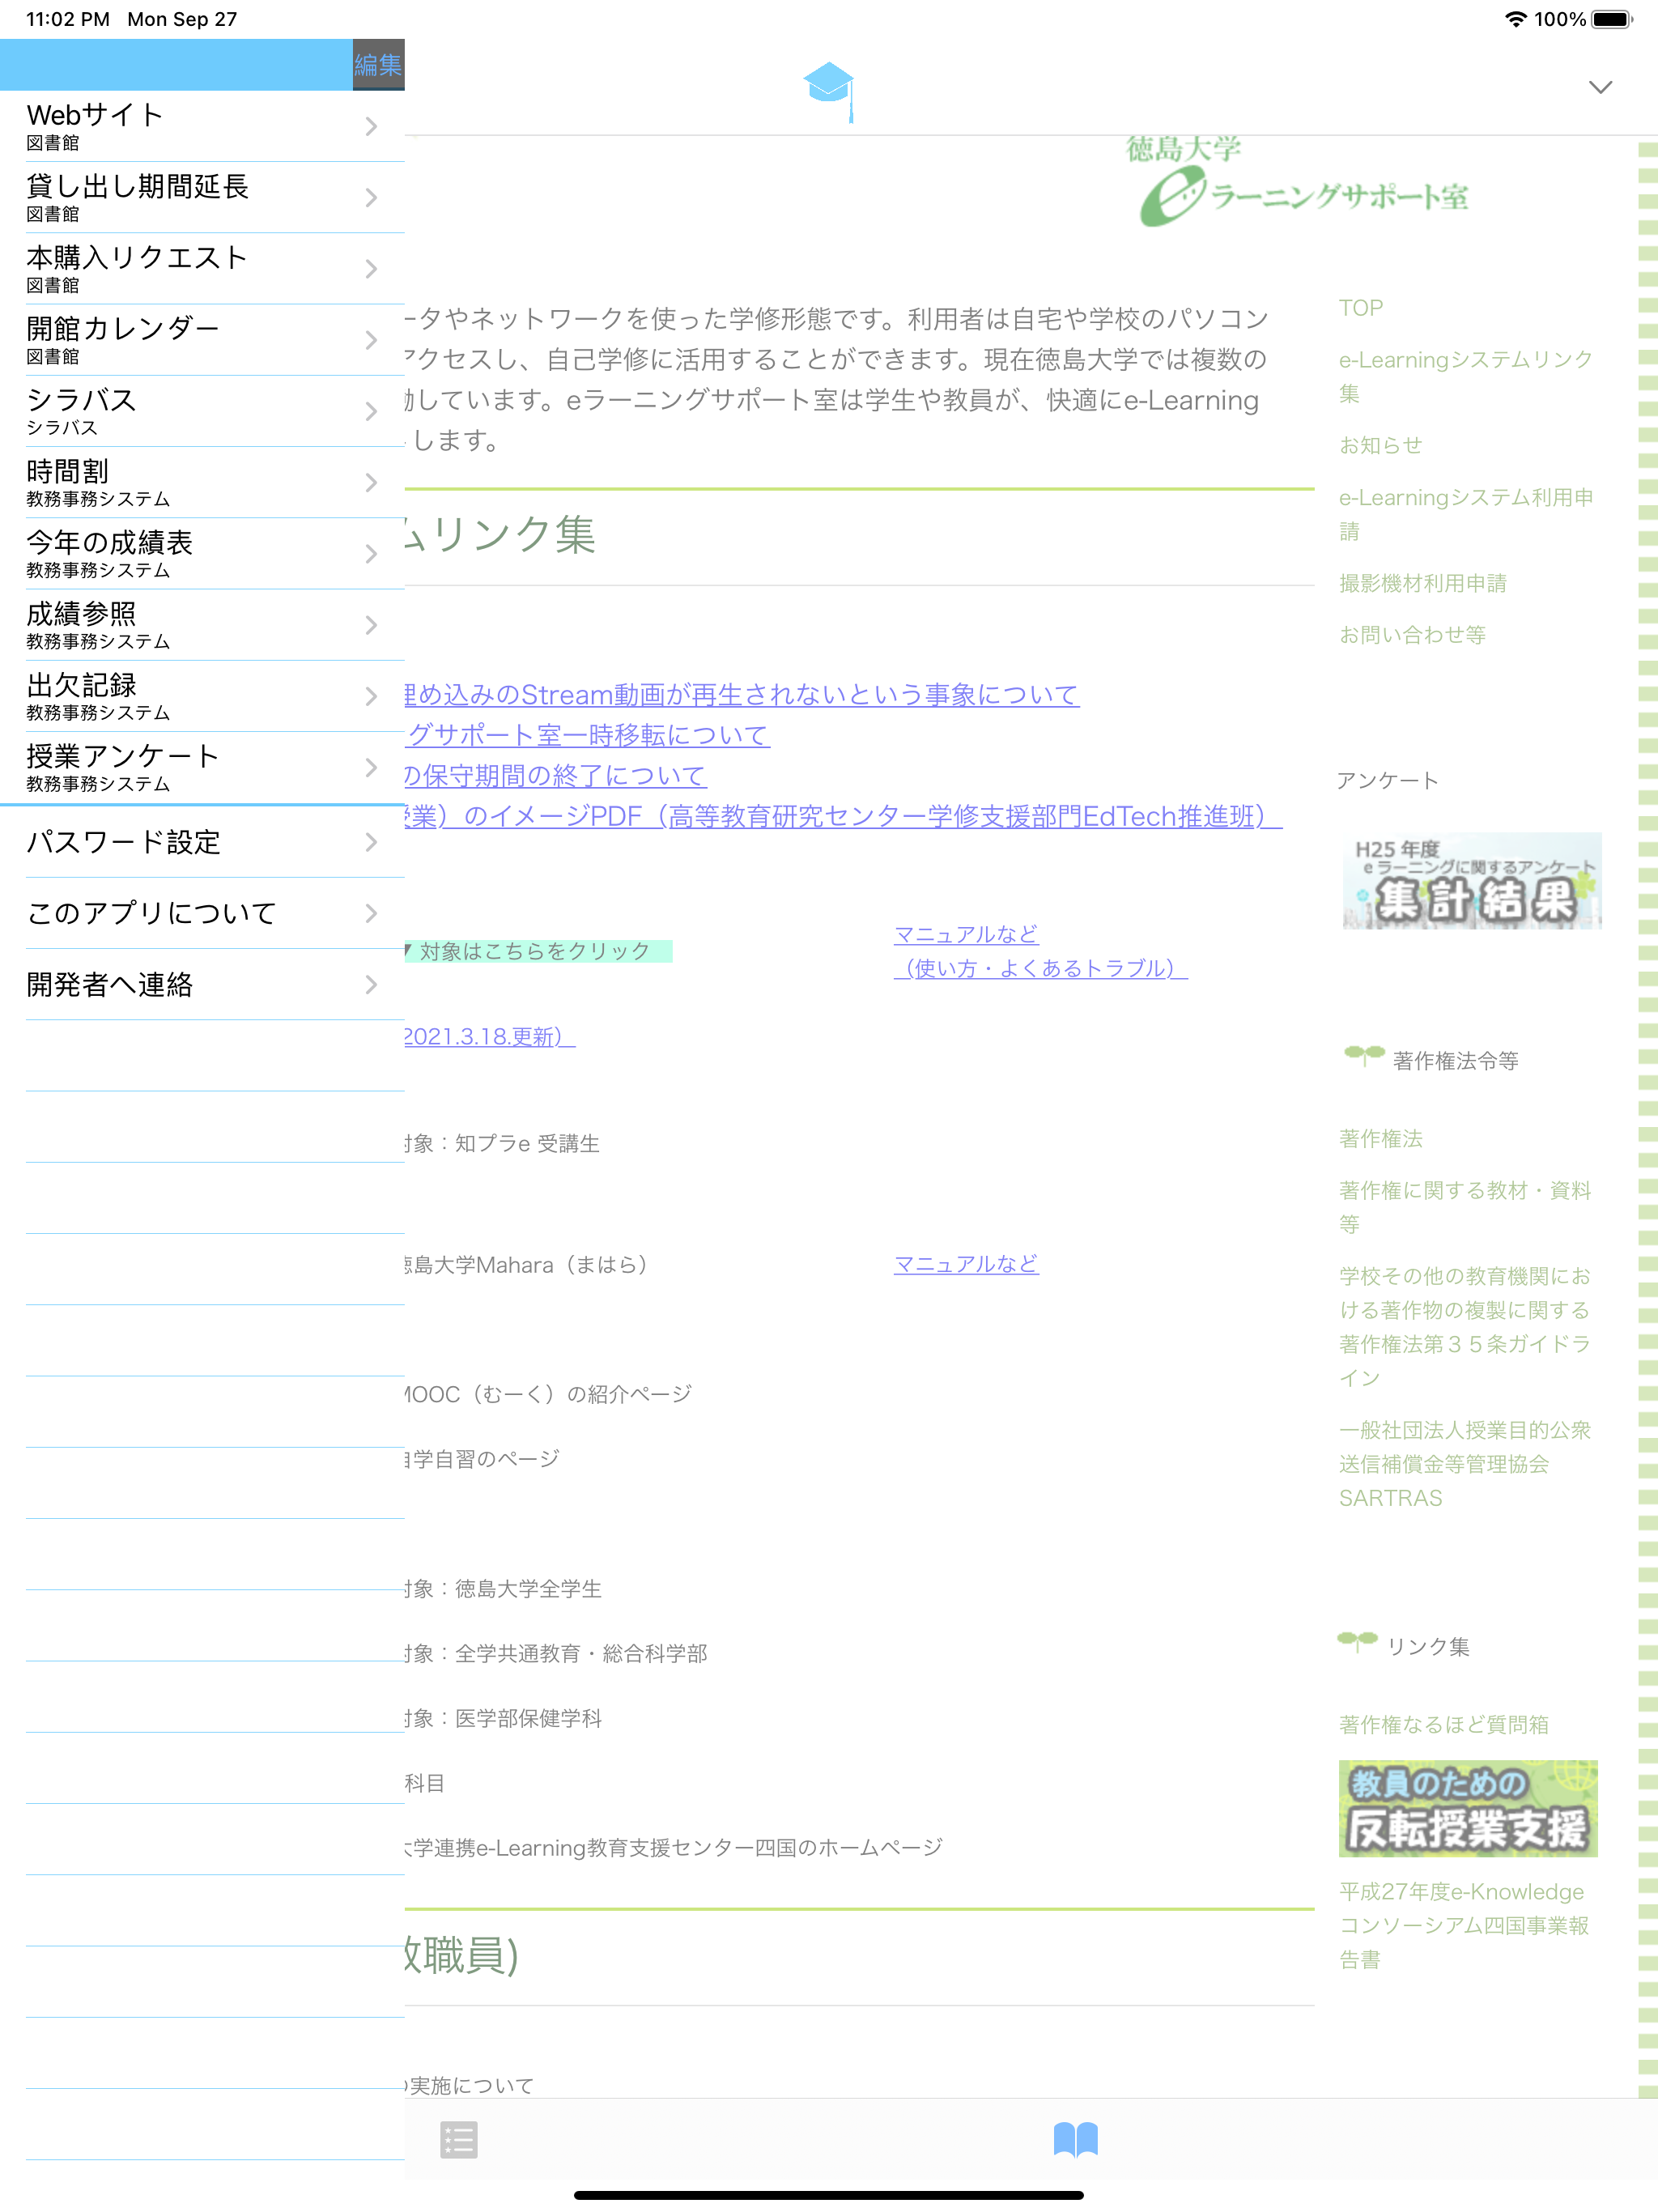 11:02 PM Mon Sep 27
100%
編集
Webサイト
図書館
貸し出し期間延長
図書館
本購入リクエスト
図書館
開館カレンダー
図書館
シラバス
シラバス
時間割
教務事務システム
今年の成績表
教務事務システム
成績参照
教務事務システム
出欠記録
教務事務システム
授業アンケート
教務事務システム
パスワード設定
このアプリについて
開発者へ連絡
徳島大学
eラーニングサポート室
ータやネットワークを使った学修形態です。利用者は自宅や学校のパソコン
アクセスし、自己学修に活用することができます。現在徳島大学では複数の
動しています。eラーニングサポート室は学生や教員が、快適にe-Learning
します。
ムリンク集
埋め込みのStream動画が再生されないという事象について
グサポート室一時移転について
の保守期間の終了について
授業）のイメージPDF（高等教育研究センター学修支援部門EdTech推進班）
▼ 対象はこちらをクリック
マニュアルなど
（使い方・よくあるトラブル）
2021.3.18.更新）
対象：知プラe 受講生
徳島大学Mahara（まはら）
マニュアルなど
MOOC（むーく）の紹介ページ
自学自習のページ
対象：徳島大学全学生
対象：全学共通教育・総合科学部
対象：医学部保健学科
科目
大学連携e-Learning教育支援センター四国のホームページ
教職員)
実施について
TOP
e-Learningシステムリンク
集
お知らせ
e-Learningシステム利用申
請
撮影機材利用申請
お問い合わせ等
アンケート
H25 年度
eラーニングに関するアンケート
集計結果
著作権法令等
著作権法
著作権に関する教材・資料
等
学校その他の教育機関にお
ける著作物の複製に関する
著作権法第３５条ガイドラ
イン
一般社団法人授業目的公衆
送信補償金等管理協会
SARTRAS
リンク集
著作権なるほど質問箱
教員のための
反転授業支援
平成27年度e-Knowledge
コンソーシアム四国事業報
告書